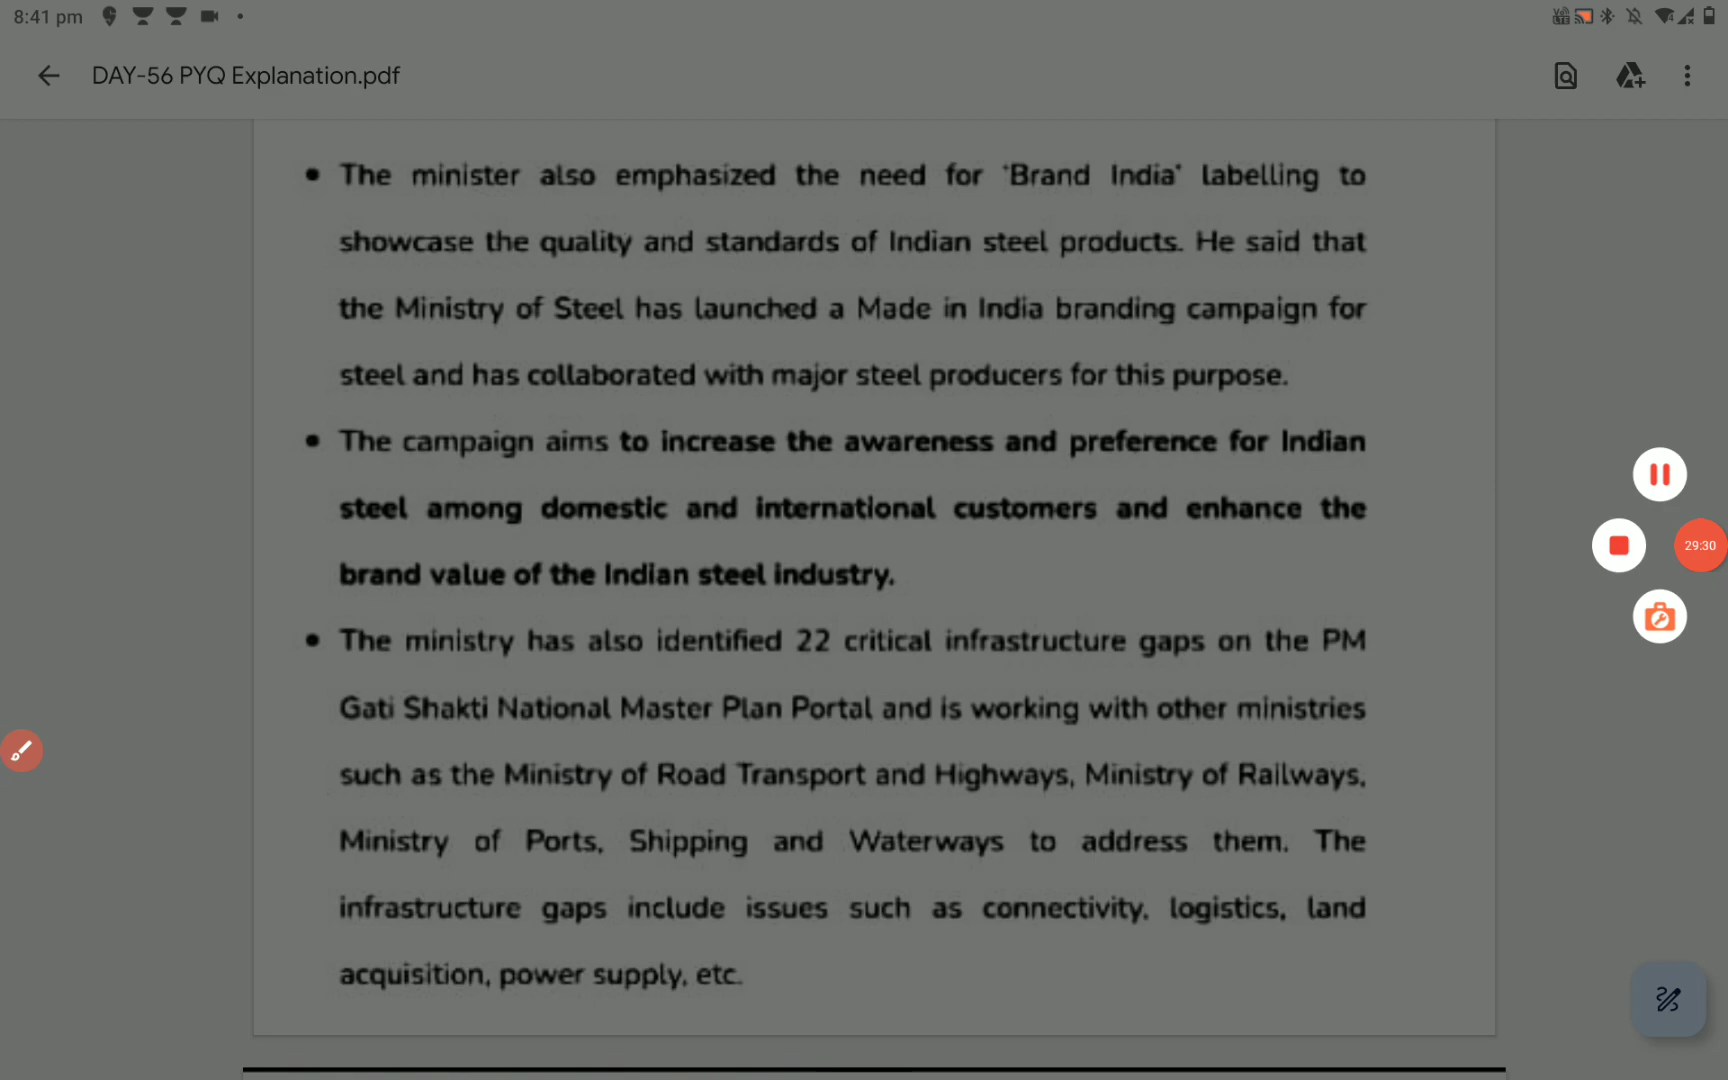 8:41 pm
DAY-56 PYQ Explanation.pdf
• The minister also emphasized the need for 'Brand India' labelling to
showcase the quality and standards of Indian steel products. He said that
the Ministry of Steel has launched a Made in India branding campaign for
steel and has collaborated with major steel producers for this purpose.
• The campaign aims to increase the awareness and preference for Indian
steel among domestic and international customers and enhance the
brand value of the Indian steel industry.
29:30
• The ministry has also identified 22 critical infrastructure gaps on the PM
Gati Shakti National Master Plan Portal and is working with other ministries
such as the Ministry of Road Transport and Highways, Ministry of Railways,
Ministry of Ports, Shipping and Waterways to address them. The
infrastructure gaps include issues such as connectivity, logistics, land
acquisition, power supply, etc.